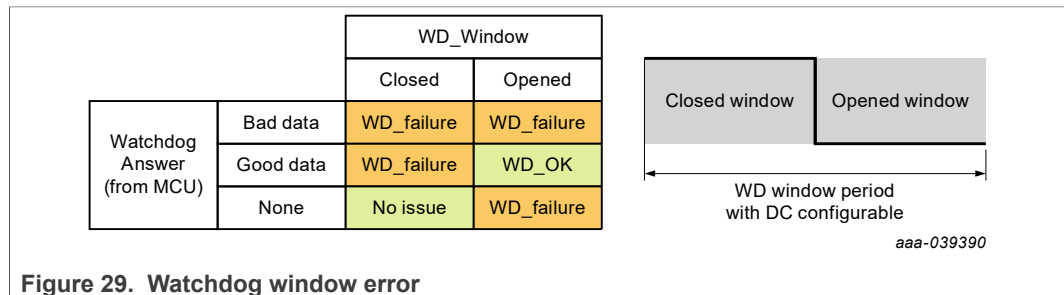 WD_Window
Closed Opened
Watchdog
Answer
(from MCU)
Bad data WD_failure WD_failure
Good data WD_failure WD_OK
None No issue WD_failure
Closed window Opened window
WD window period
with DC configurable
aaa-039390
Figure 29. Watchdog window error